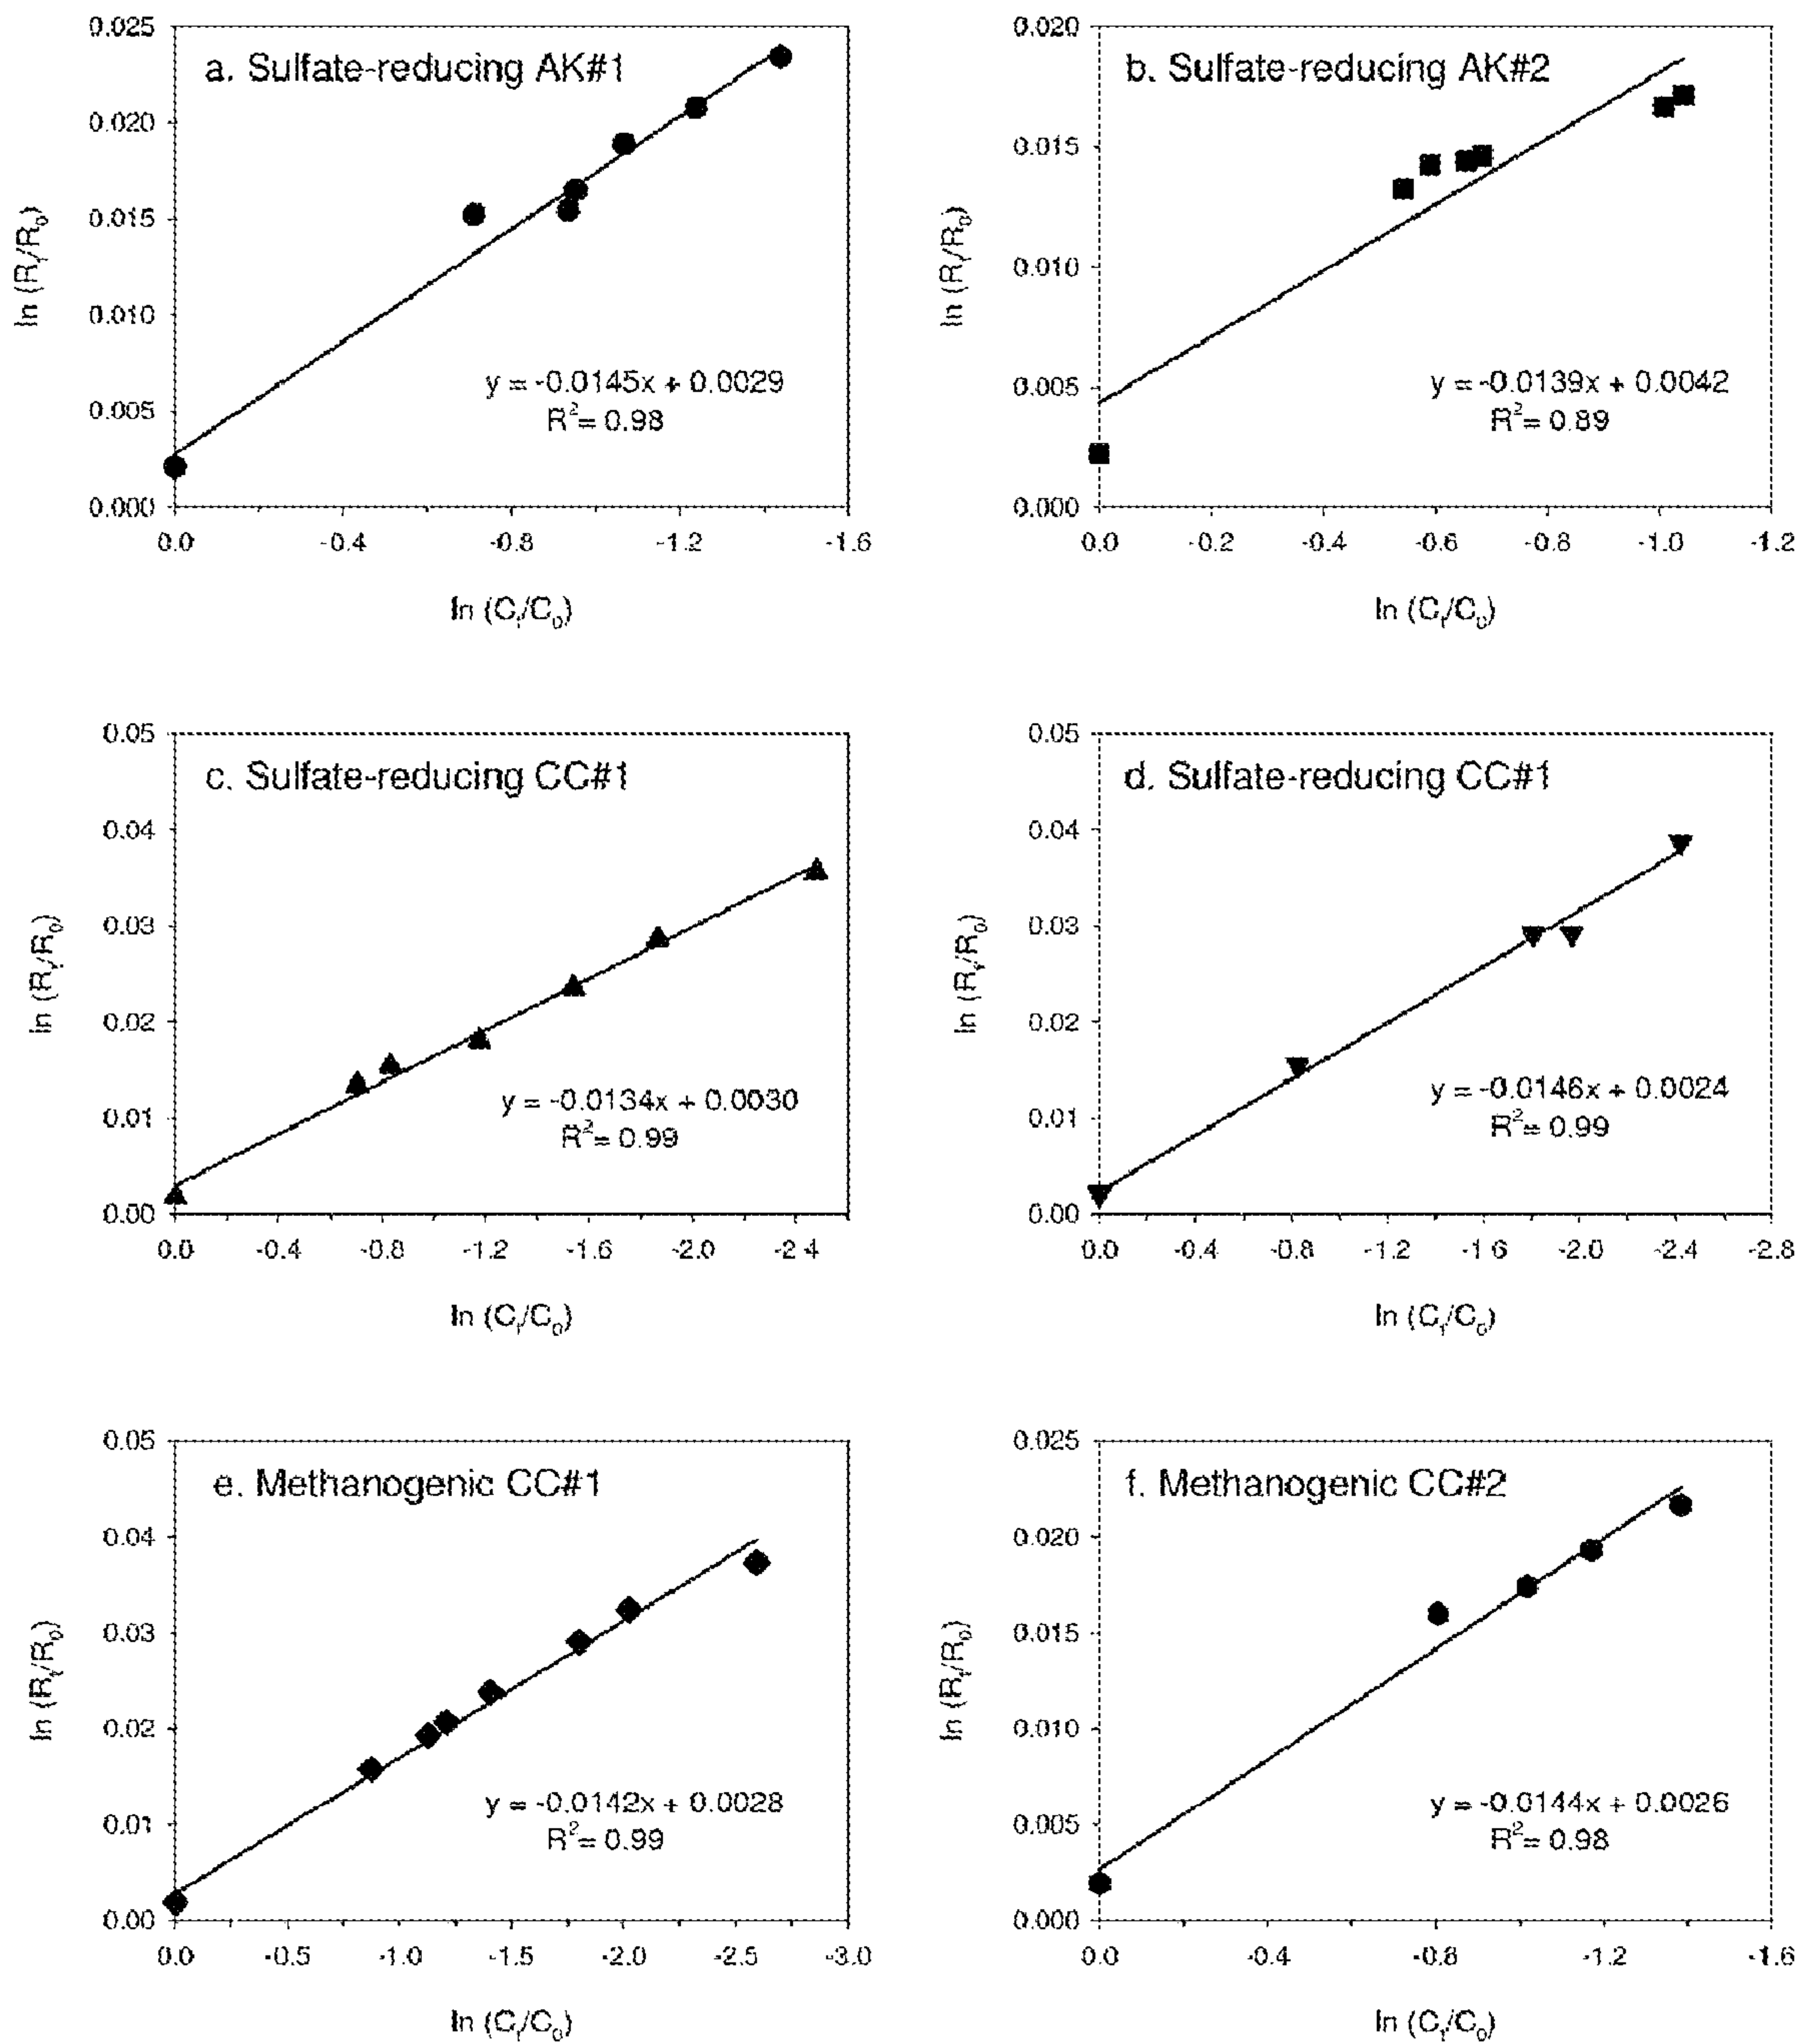 a. Sulfate-reducing AK#1
0.025
0.020
0.015
0.010
0.005
0.000
ln (Rt/R0)
y = -0.0145x + 0.0029
R²= 0.98
0.0 -0.4 -0.8 -1.2 -1.6
ln (Ct/C0)
b. Sulfate-reducing AK#2
0.020
0.015
0.010
0.005
0.000
ln (Rt/R0)
y = -0.0139x + 0.0042
R²= 0.89
0.0 -0.2 -0.4 -0.6 -0.8 -1.0 -1.2
ln (Ct/C0)
c. Sulfate-reducing CC#1
0.05
0.04
0.03
0.02
0.01
0.00
ln (Rt/R0)
y = -0.0134x + 0.0030
R²= 0.99
0.0 -0.4 -0.8 -1.2 -1.6 -2.0 -2.4
ln (Ct/C0)
d. Sulfate-reducing CC#1
0.05
0.04
0.03
0.02
0.01
0.00
ln (Rt/R0)
y = -0.0146x + 0.0024
R²= 0.99
0.0 -0.4 -0.8 -1.2 -1.6 -2.0 -2.4 -2.8
ln (Ct/C0)
e. Methanogenic CC#1
0.05
0.04
0.03
0.02
0.01
0.00
ln (Rt/R0)
y = -0.0142x + 0.0028
R²= 0.99
0.0 -0.5 -1.0 -1.5 -2.0 -2.5 -3.0
ln (Ct/C0)
f. Methanogenic CC#2
0.025
0.020
0.015
0.010
0.005
0.000
ln (Rt/R0)
y = -0.0144x + 0.0026
R²= 0.98
0.0 -0.4 -0.8 -1.2 -1.6
ln (Ct/C0)